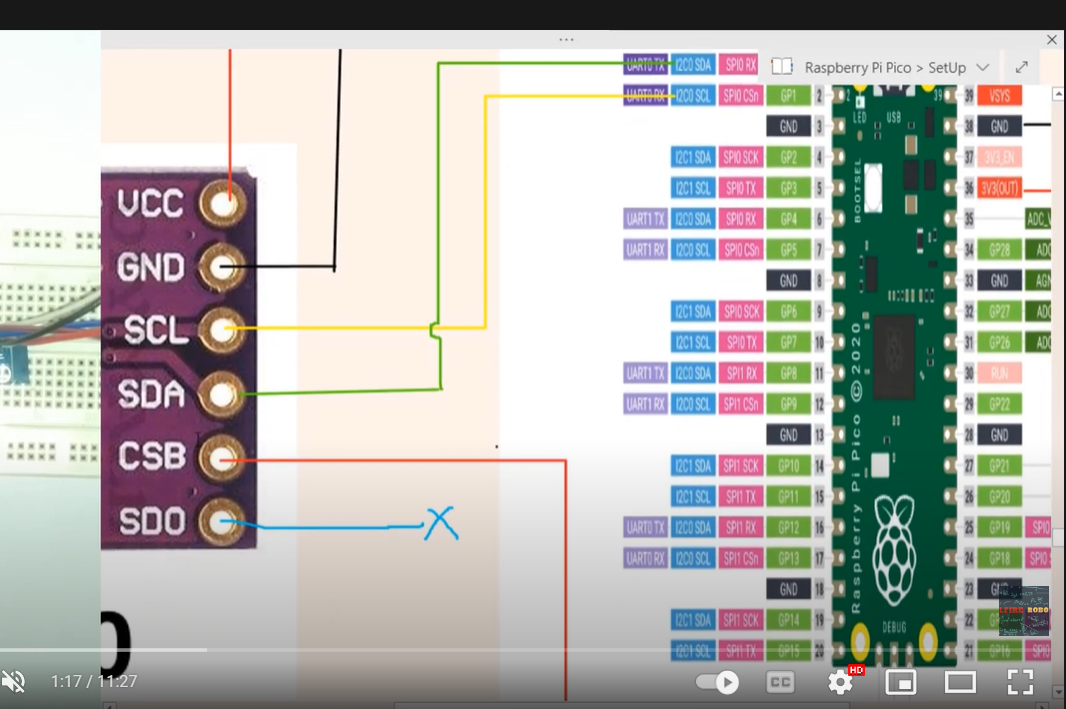 ...
Raspberry Pi Pico > SetUp
UART0 TX I2C0 SDA SPI0 RX
UART0 RX I2C0 SCL SPI0 CSn GP1 2 2 LED USB 39 39 VSYS
GND 3 38 GND
I2C1 SDA SPI0 SCK GP2 4 37 3V3_EN
I2C1 SCL SPI0 TX GP3 5 BOOTSEL 36 3V3(OUT)
UART1 TX I2C0 SDA SPI0 RX GP4 6 35
UART1 RX I2C0 SCL SPI0 CSn GP5 7 34 GP28
GND 8 33 GND
I2C1 SDA SPI0 SCK GP6 9 32 GP27
I2C1 SCL SPI0 TX GP7 10 31 GP26
UART1 TX I2C0 SDA SPI1 RX GP8 11 30 RUN
UART1 RX I2C0 SCL SPI1 CSn GP9 12 29 GP22
GND 13 28 GND
I2C1 SDA SPI1 SCK GP10 14 27 GP21
I2C1 SCL SPI1 TX GP11 15 26 GP20
UART0 TX I2C0 SDA SPI1 RX GP12 16 25 GP19 SPI0
UART0 RX I2C0 SCL SPI1 CSn GP13 17 24 GP18 SPI0
GND 18 23
I2C1 SDA SPI1 SCK GP14 19 22
I2C1 SCL SPI1 TX GP15 20 DEBUG 21 GP16 SPI0
Raspberry Pi Pico © 2020
VCC
GND
SCL
SDA
CSB
SDO
X
0
ROBO
1:17 / 11:27
CC
HD